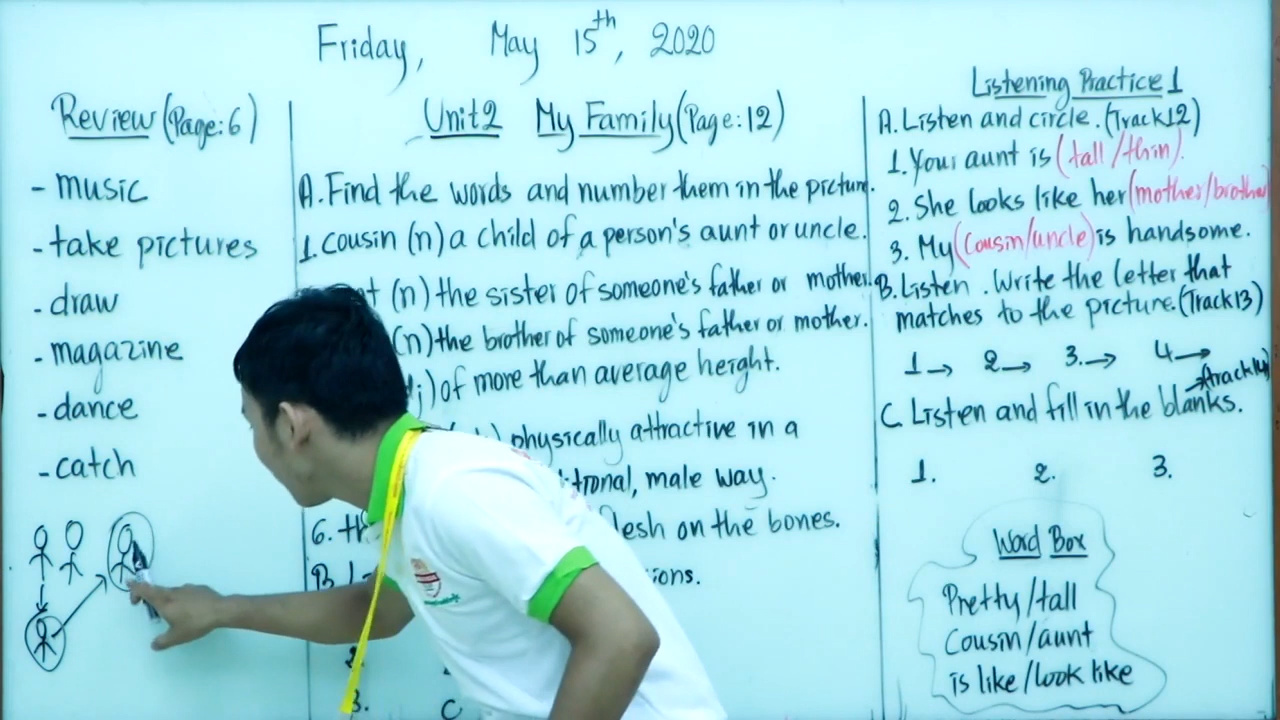 Friday, May 15th, 2020
Review (Page:6)
- music
- take pictures
- draw
- magazine
- dance
- catch
Unit 2 My Family (Page:12)
A. Find the words and number them in the picture.
1. cousin (n) a child of a person's aunt or uncle.
(n) the sister of someone's father or mother.
(n) the brother of someone's father or mother.
of more than average height.
physically attractive in a
male way.
6. on the bones.
B.
2.
3. C
Listening Practice 1
A. Listen and circle. (Track12)
1. Your aunt is (tall/thin).
2. She looks like her (mother/brother
3. My (cousin/uncle) is handsome.
B. Listen. Write the letter that
matches to the picture. (Track13)
1→ 2→ 3.→ 4→
→(track14)
C. Listen and fill in the blanks.
1. 2. 3.
Word Box
Pretty/tall
Cousin/aunt
is like/look like